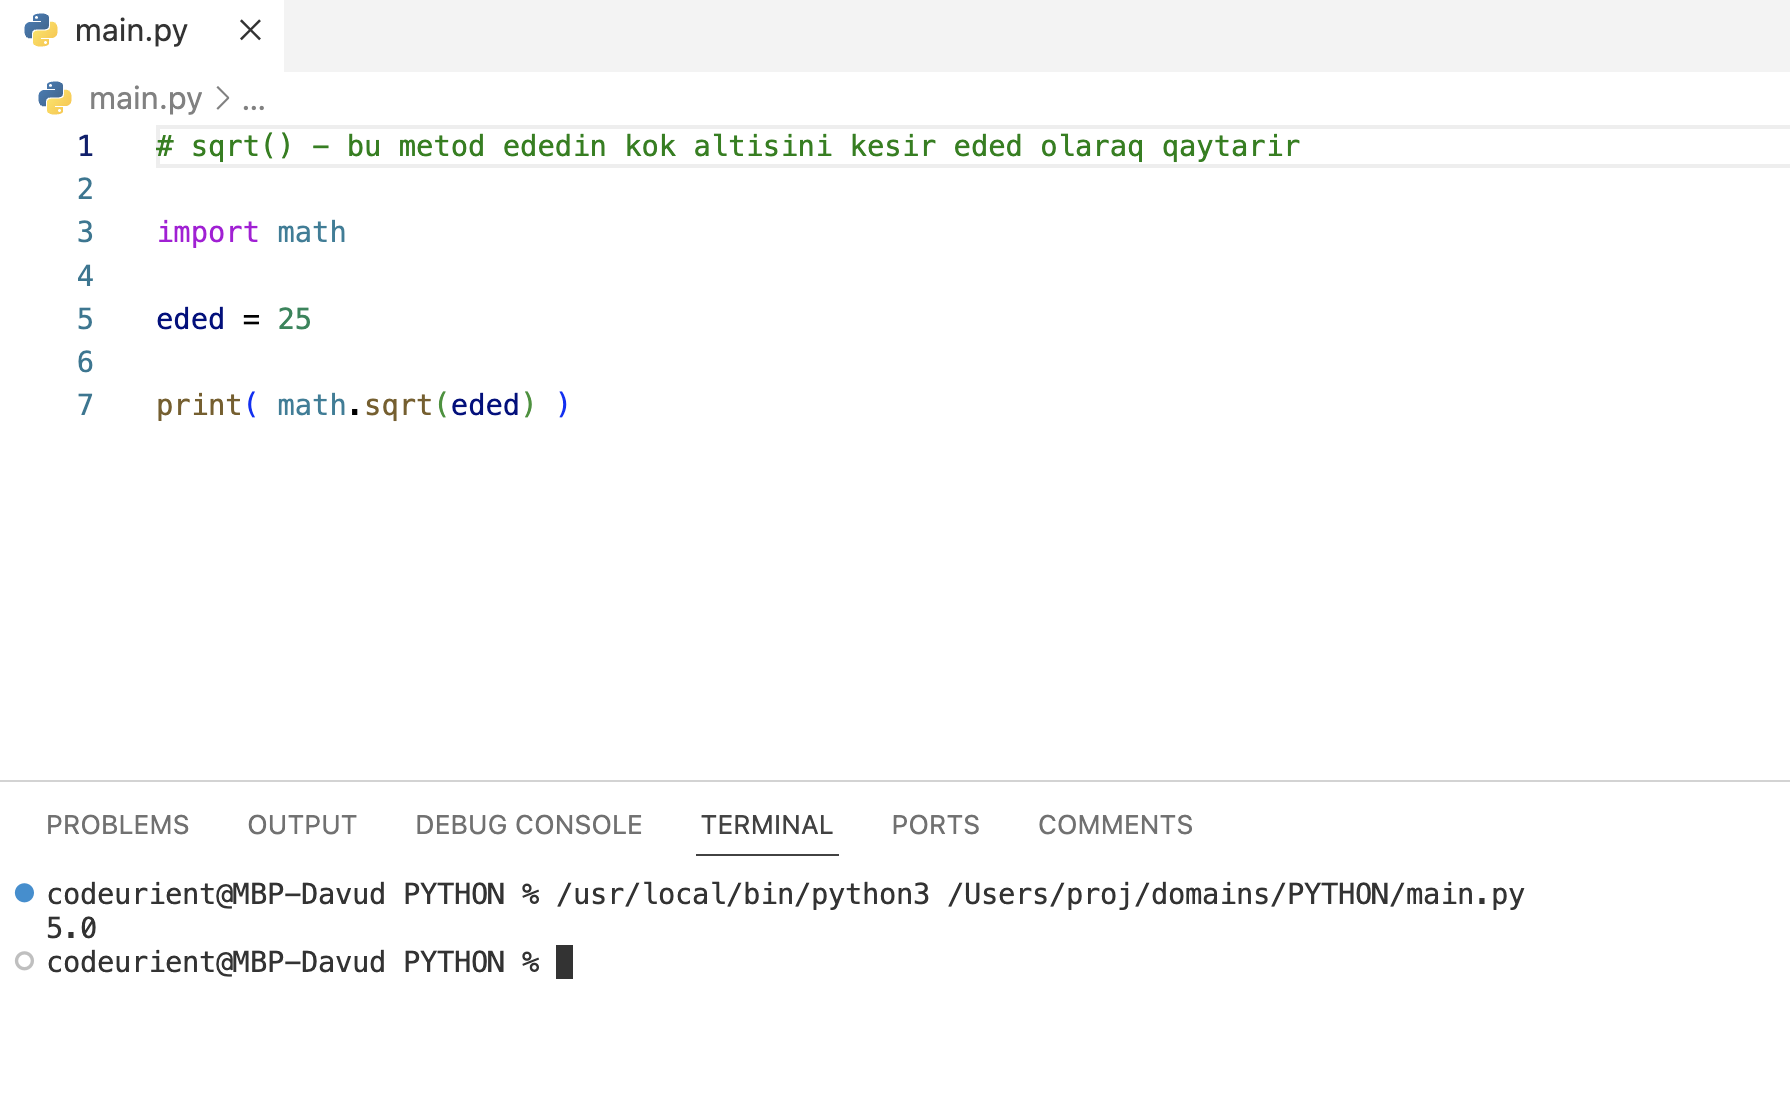 main.py
main.py > ...
1 # sqrt() - bu metod ededin kok altisini kesir eded olaraq qaytarir
2
3 import math
4
5 eded = 25
6
7 print( math.sqrt(eded) )
PROBLEMS OUTPUT DEBUG CONSOLE TERMINAL PORTS COMMENTS
codeurient@MBP-Davud PYTHON % /usr/local/bin/python3 /Users/proj/domains/PYTHON/main.py
5.0
codeurient@MBP-Davud PYTHON %